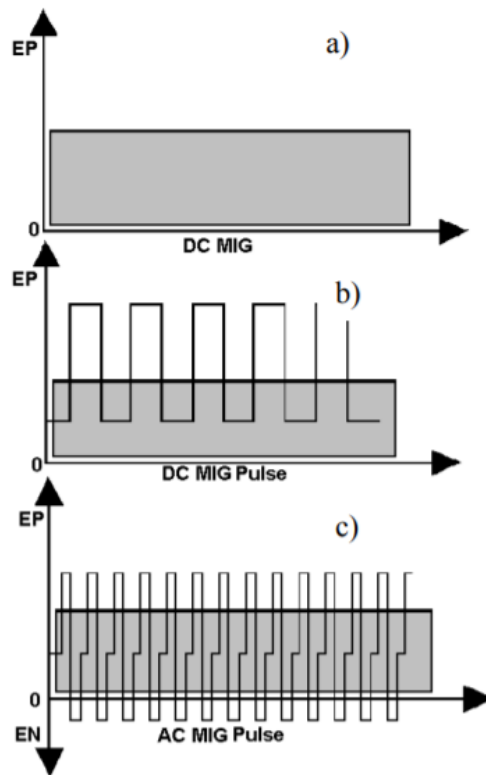 EP
a)
0
DC MIG
EP
b)
0
DC MIG Pulse
EP
c)
0
EN
AC MIG Pulse